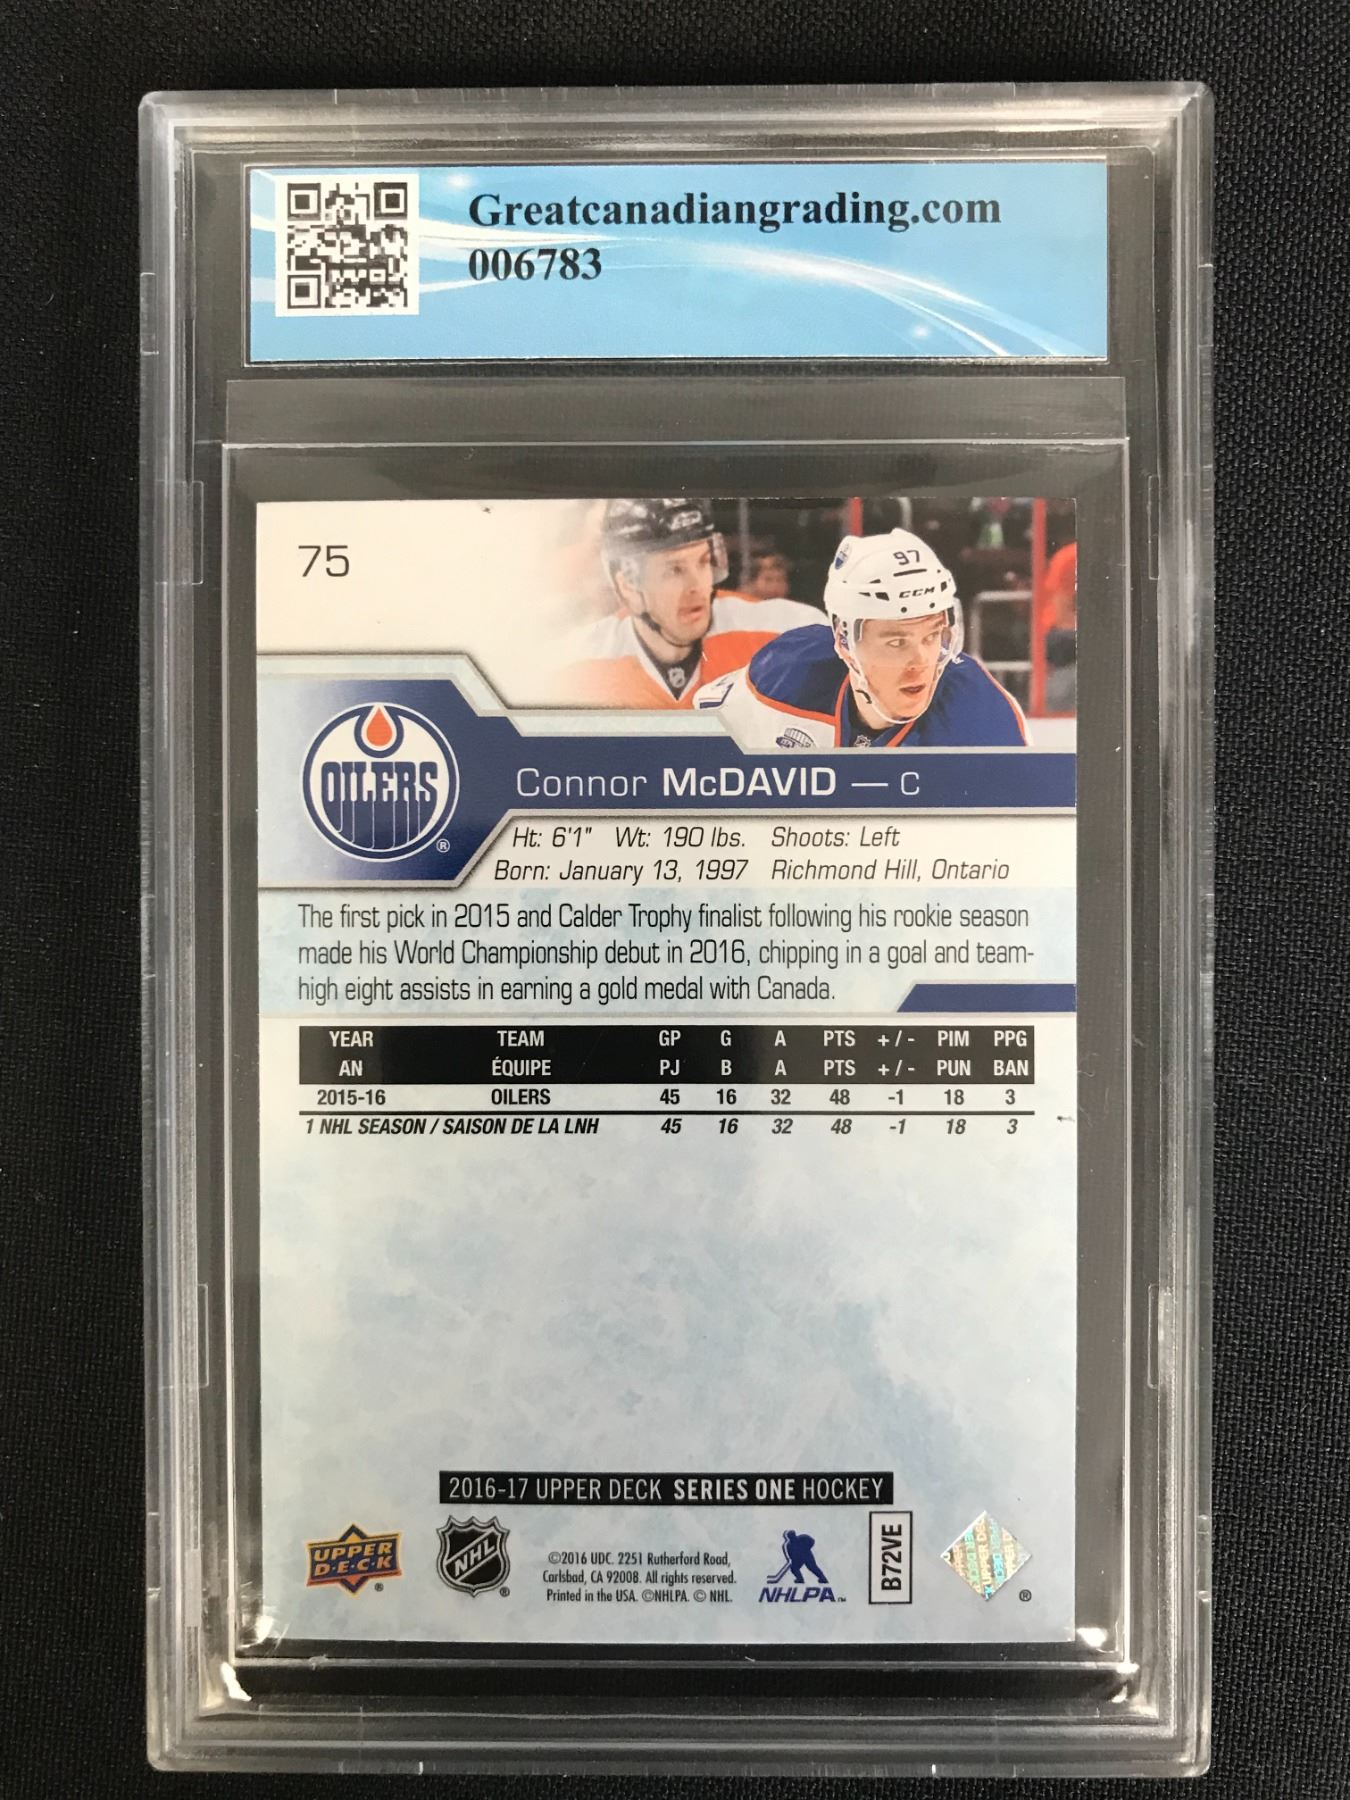 Greatcanadiangrading.com
006783
75
97
CCM
OILERS
®
Connor McDAVID — C
Ht: 6'1" Wt: 190 lbs. Shoots: Left
Born: January 13, 1997 Richmond Hill, Ontario
The first pick in 2015 and Calder Trophy finalist following his rookie season
made his World Championship debut in 2016, chipping in a goal and team-
high eight assists in earning a gold medal with Canada.
YEAR TEAM GP G A PTS +/- PIM PPG
AN ÉQUIPE PJ B A PTS +/- PUN BAN
2015-16 OILERS 45 16 32 48 -1 18 3
1 NHL SEASON / SAISON DE LA LNH 45 16 32 48 -1 18 3
2016-17 UPPER DECK SERIES ONE HOCKEY
UPPER
D·E·C·K
®
NHL
®
©2016 UDC. 2251 Rutherford Road,
Carlsbad, CA 92008. All rights reserved.
Printed in the USA. ©NHLPA. © NHL.
NHLPA™
B72VE
UPPER DECK
®